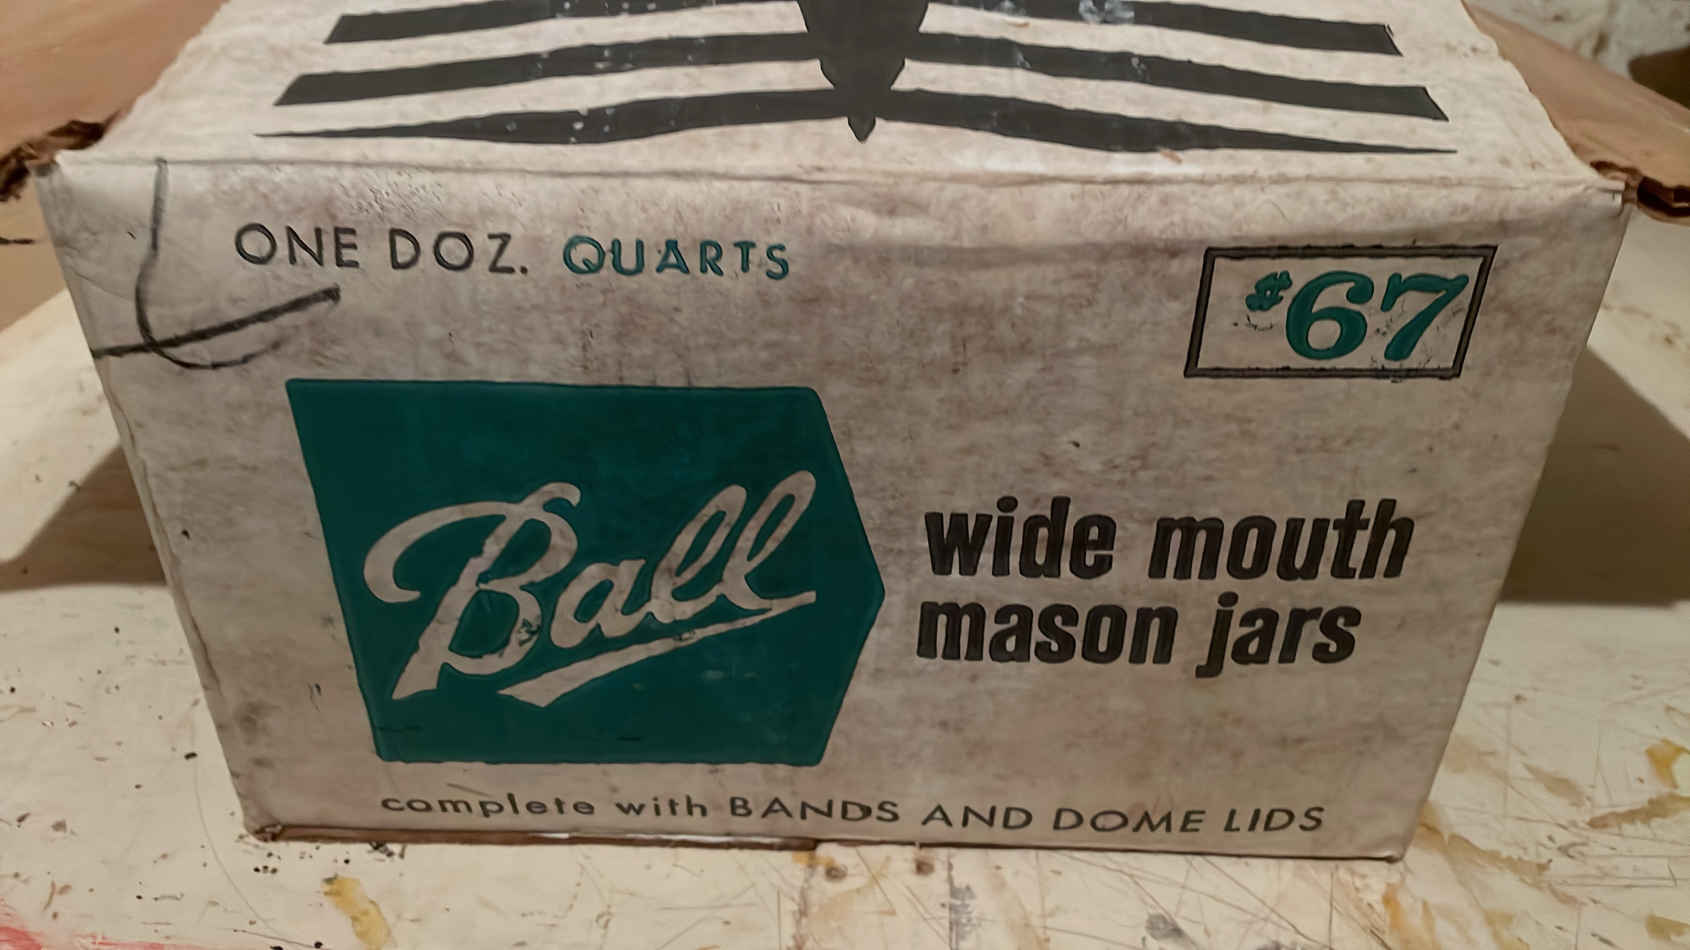 ONE DOZ. QUARTS
#67
Ball
wide mouth
mason jars
complete with BANDS AND DOME LIDS